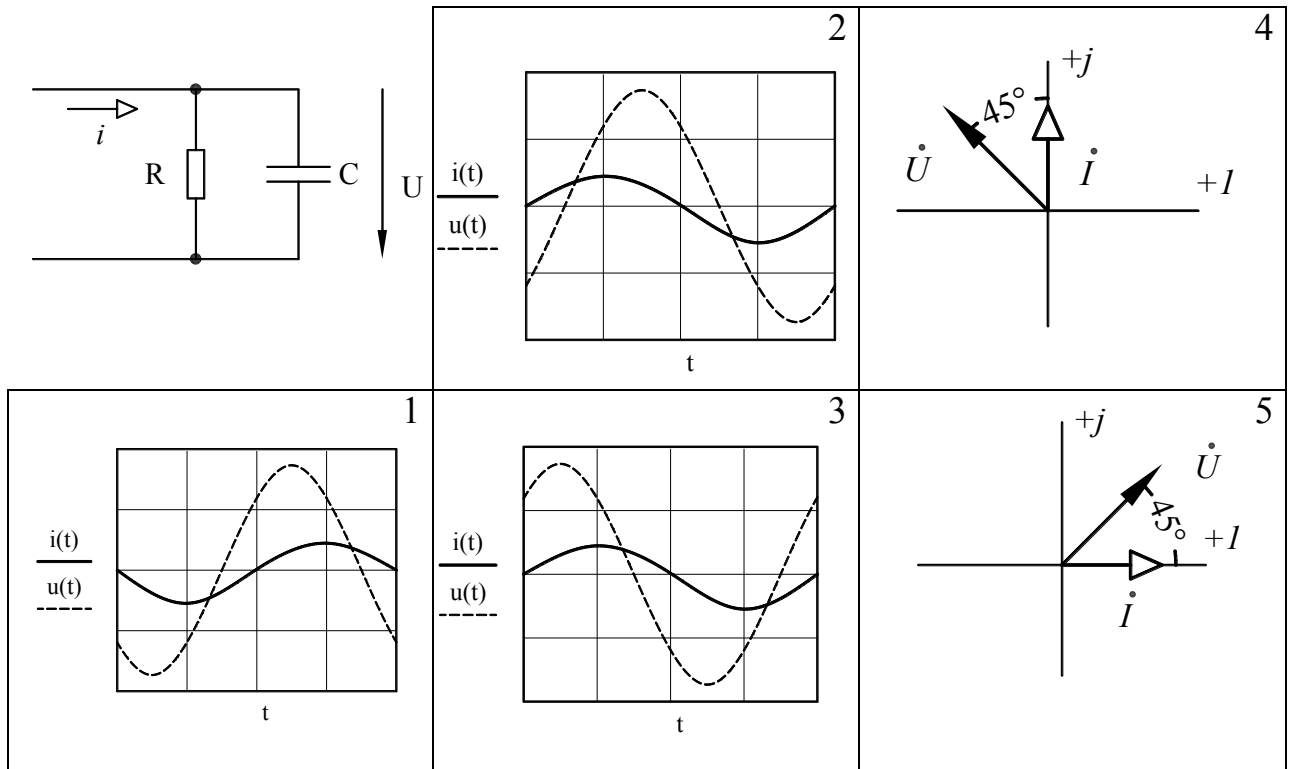 i
R
C
U
2
i(t)
u(t)
t
4
+j
45°
U̇
İ
+1
1
i(t)
u(t)
t
3
i(t)
u(t)
t
5
+j
U̇
45°
+1
İ